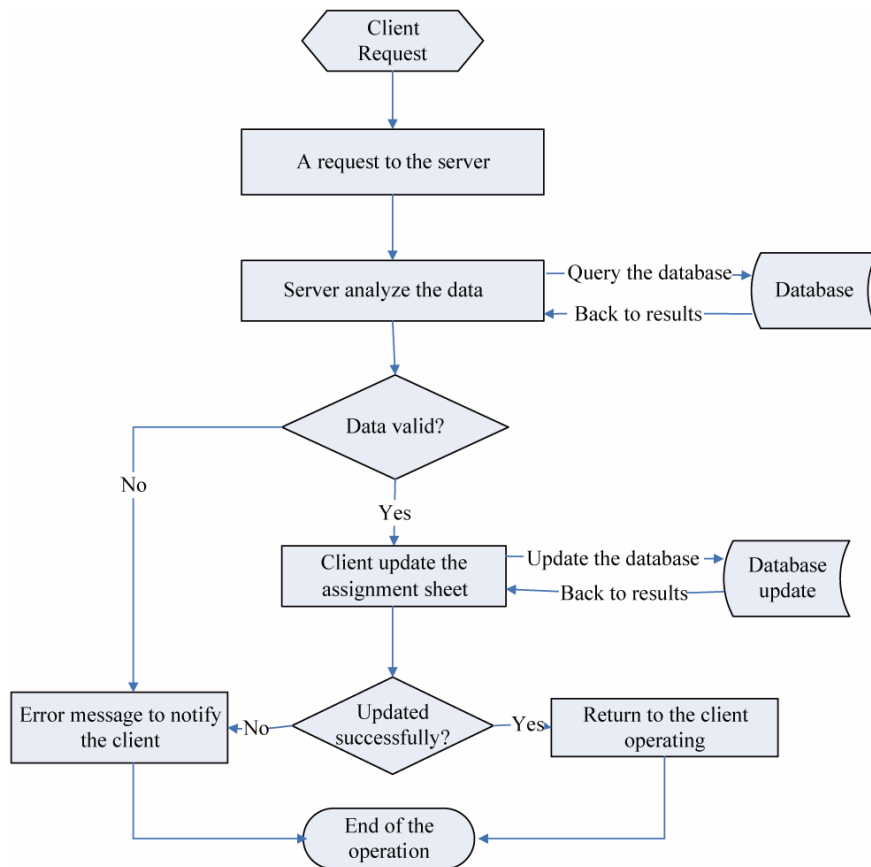 Client
Request
A request to the server
Server analyze the data
Query the database
Back to results
Database
Data valid?
No
Yes
Client update the
assignment sheet
Update the database
Back to results
Database
update
Error message to notify
the client
No
Updated
successfully?
Yes
Return to the client
operating
End of the
operation